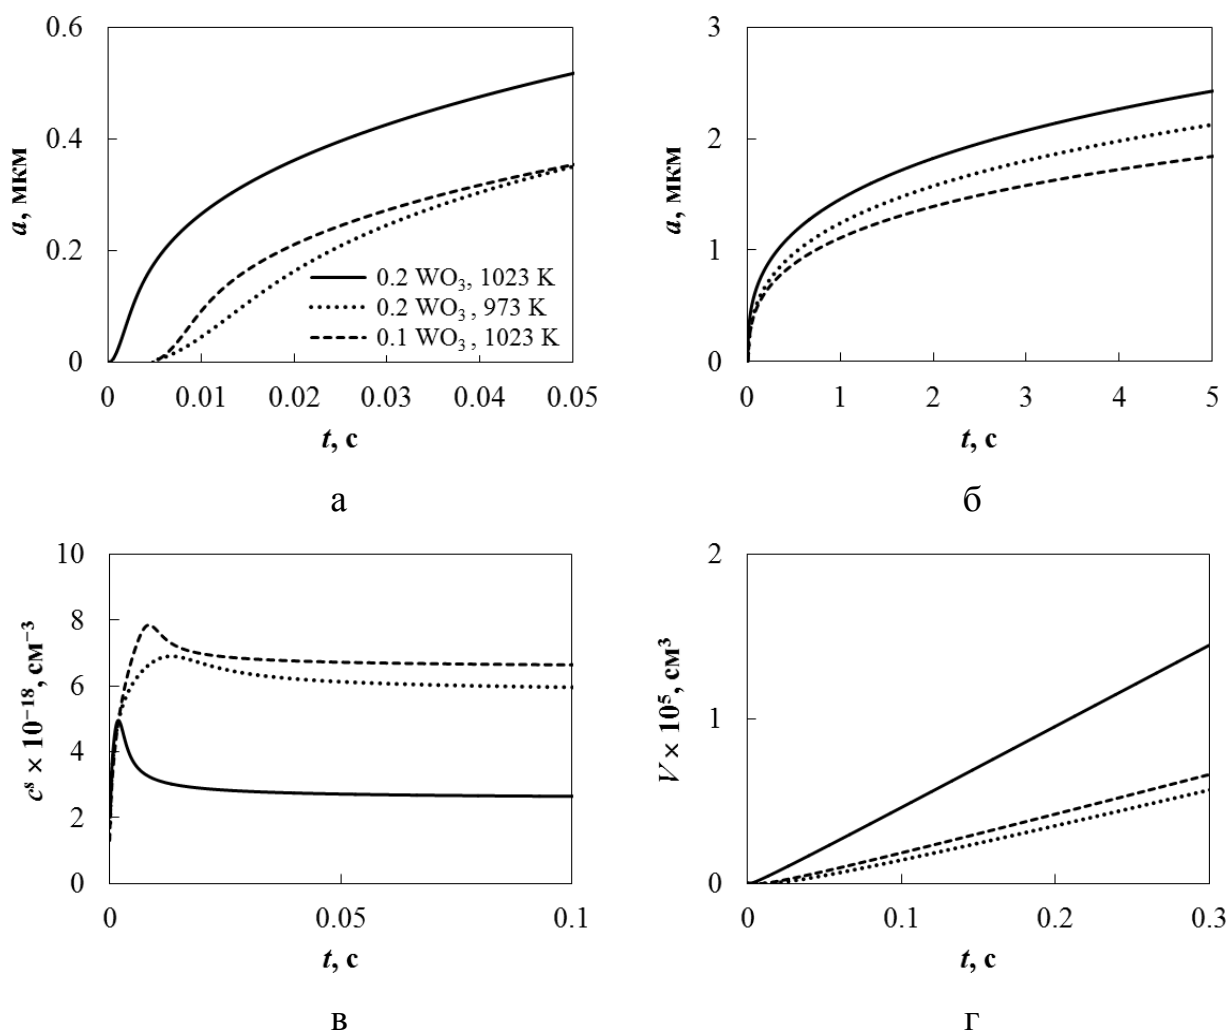 0.6
0.4
0.2
0
a, мкм
0.2 WO₃, 1023 K
0.2 WO₃ , 973 K
0.1 WO₃ , 1023 K
0 0.01 0.02 0.03 0.04 0.05
t, с
а
3
2
1
0
a, мкм
0 1 2 3 4 5
t, с
б
10
8
6
4
2
0
cˢ × 10⁻¹⁸, см⁻³
0 0.05 0.1
t, с
в
2
1
0
V × 10⁵, см³
0 0.1 0.2 0.3
t, с
г